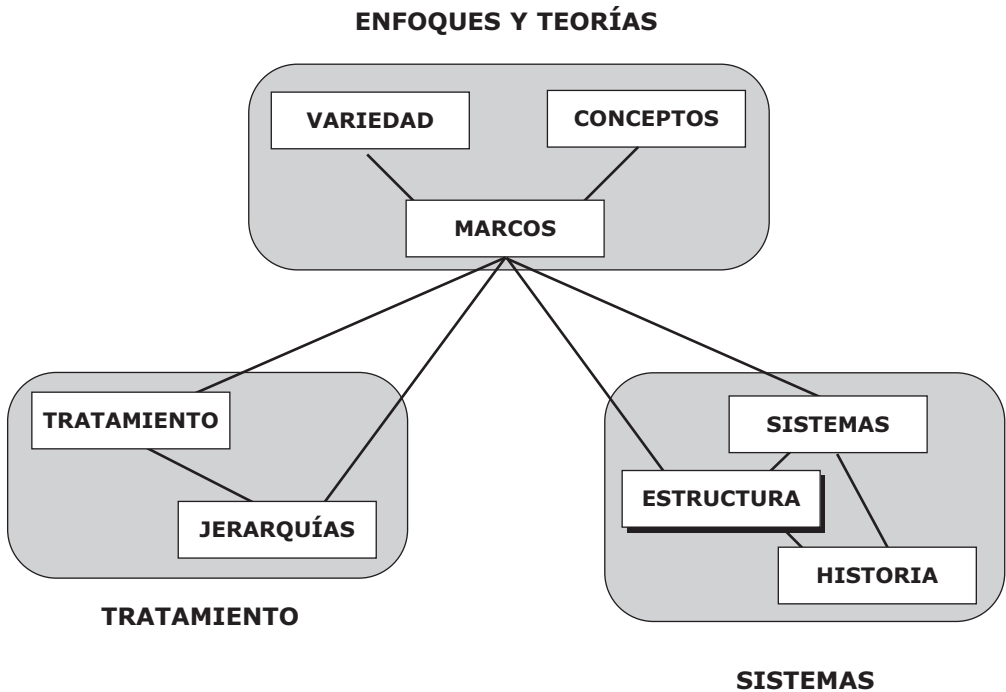 ENFOQUES Y TEORÍAS
VARIEDAD
CONCEPTOS
MARCOS
TRATAMIENTO
JERARQUÍAS
SISTEMAS
ESTRUCTURA
HISTORIA
TRATAMIENTO
SISTEMAS